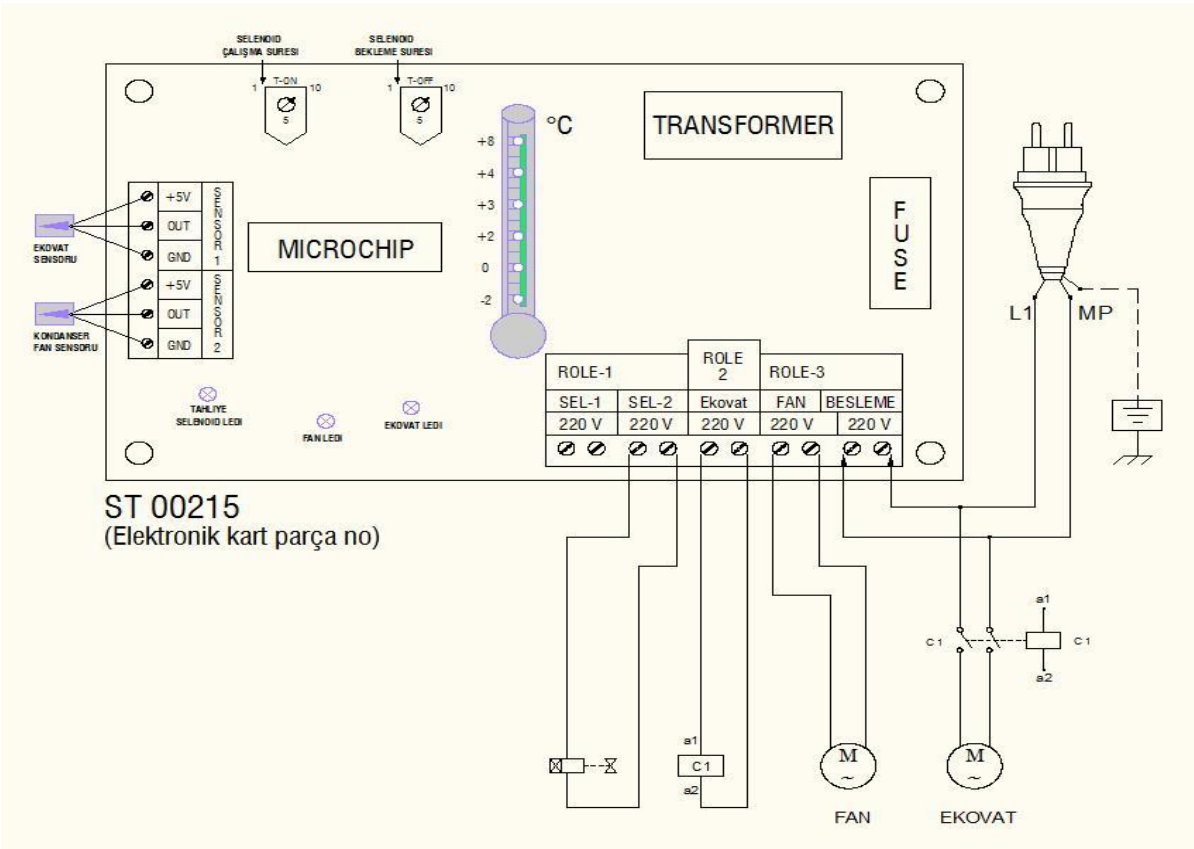 SELENOID
ÇALIŞMA SURESI
SELENOID
BEKLEME SURESI
T-ON
1
10
5
T-OFF
1
10
5
°C
+8
+4
+3
+2
0
-2
TRANSFORMER
MICROCHIP
FUSE
+5V
OUT
GND
SENSOR 1
+5V
OUT
GND
SENSOR 2
EKOVAT
SENSORU
KONDANSER
FAN SENSORU
TAHLIYE
SELENOID LEDI
FAN LEDI
EKOVAT LEDI
ROLE-1
ROLE
2
ROLE-3
SEL-1 SEL-2 Ekovat FAN BESLEME
220 V 220 V 220 V 220 V 220 V
L1 MP
ST 00215
(Elektronik kart parça no)
a1
C1
C1
a2
a1
C1
a2
M
~
M
~
FAN
EKOVAT